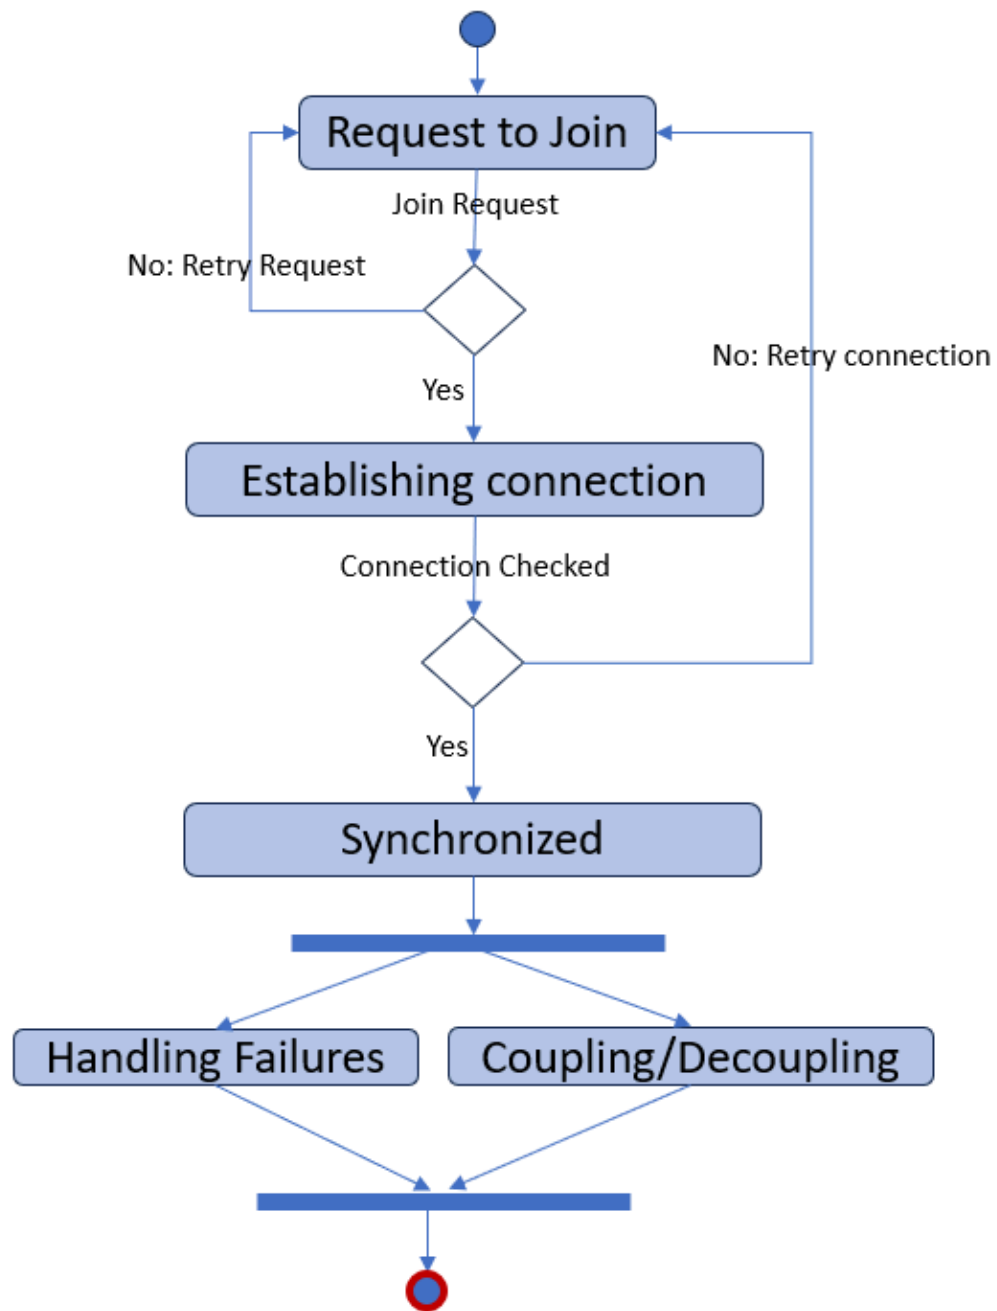 Request to Join
Join Request
No: Retry Request
No: Retry connection
Yes
Establishing connection
Connection Checked
Yes
Synchronized
Handling Failures
Coupling/Decoupling